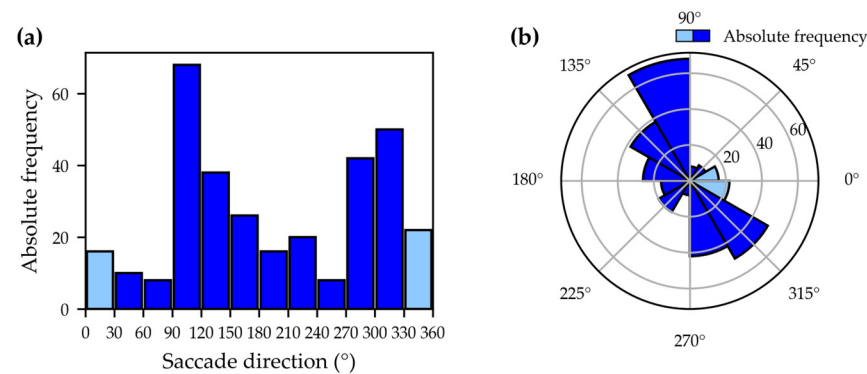 (a)
Absolute frequency
60
40
20
0
0 30 60 90 120 150 180 210 240 270 300 330 360
Saccade direction (°)
(b)
90°
Absolute frequency
135° 45°
60
40
20
180° 0°
225° 315°
270°